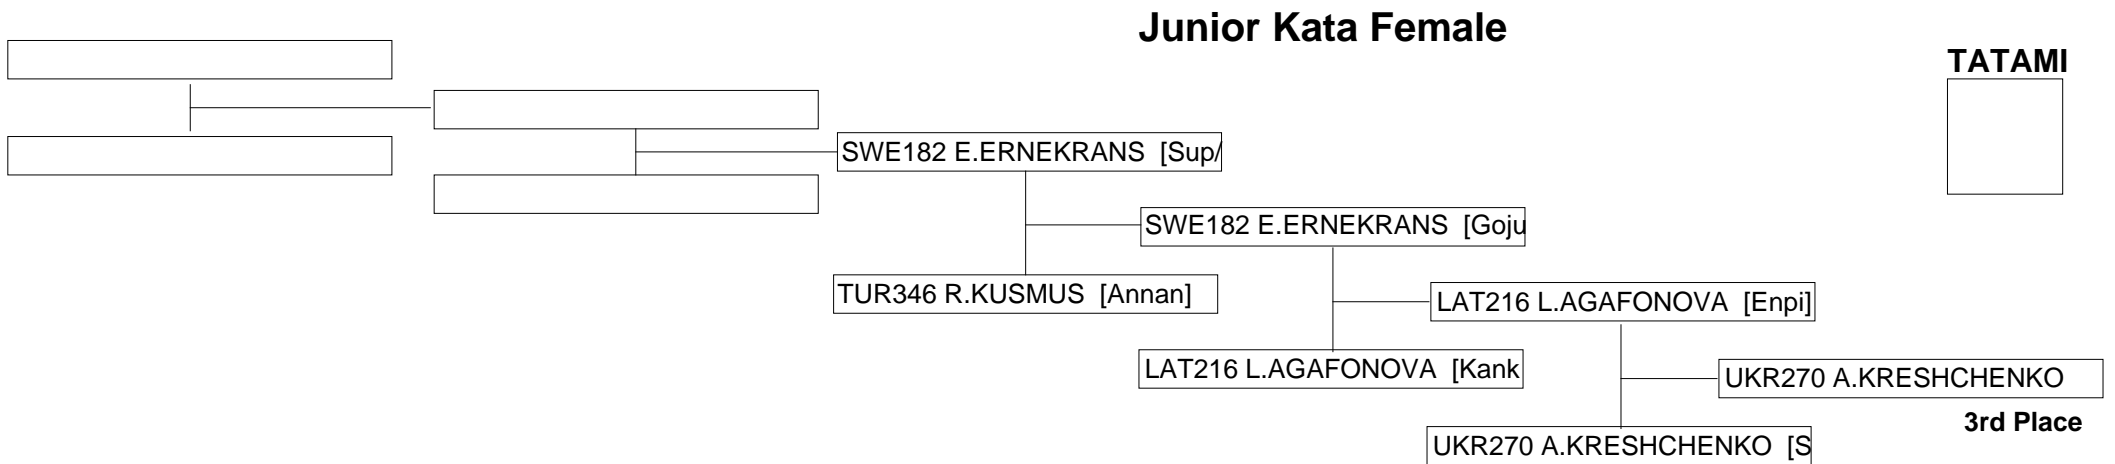 Junior Kata Female
TATAMI
SWE182 E.ERNEKRANS [Sup/
SWE182 E.ERNEKRANS [Goju
TUR346 R.KUSMUS [Annan]
LAT216 L.AGAFONOVA [Enpi]
LAT216 L.AGAFONOVA [Kank
UKR270 A.KRESHCHENKO
3rd Place
UKR270 A.KRESHCHENKO [S